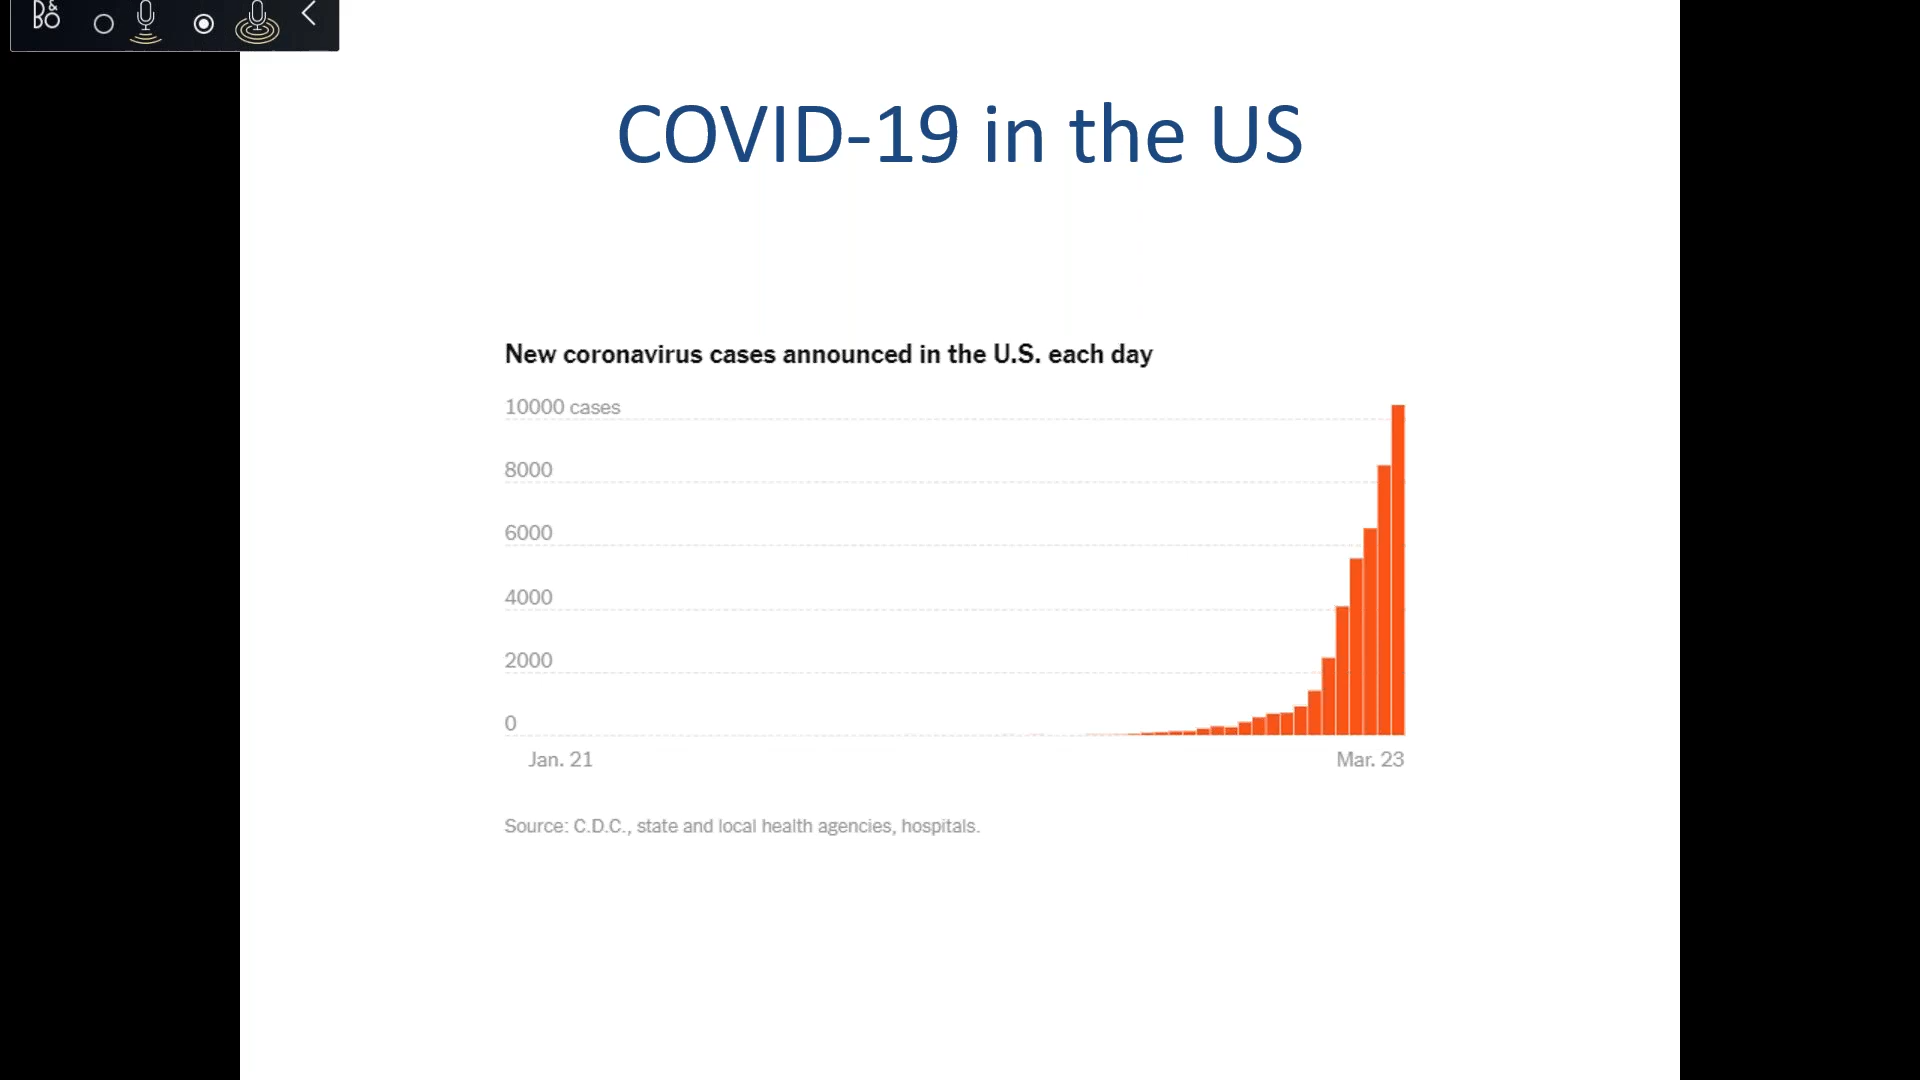 B&O
COVID-19 in the US
New coronavirus cases announced in the U.S. each day
10000 cases
8000
6000
4000
2000
0
Jan. 21
Mar. 23
Source: C.D.C., state and local health agencies, hospitals.